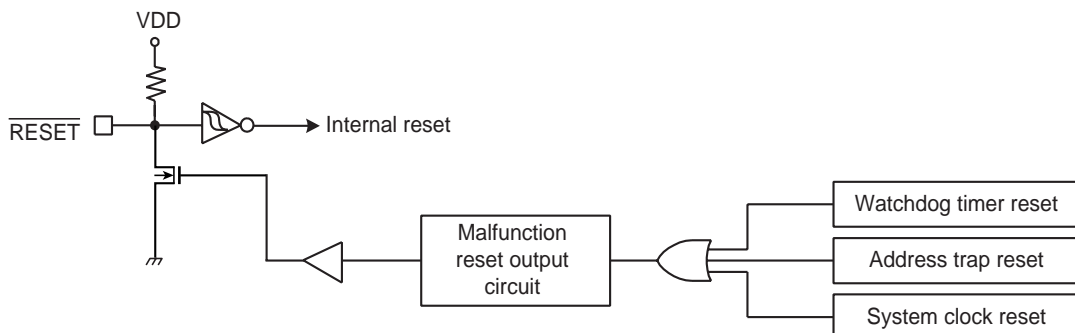 VDD
RESET
Internal reset
Malfunction
reset output
circuit
Watchdog timer reset
Address trap reset
System clock reset